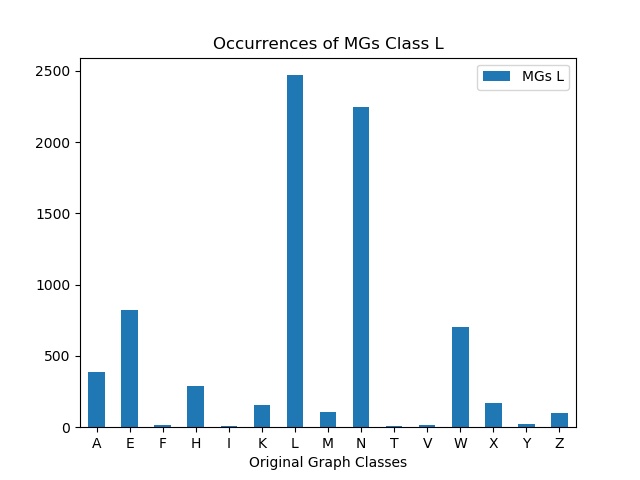 Occurrences of MGs Class L
MGs L
2500
2000
1500
1000
500
0
A E F H I K L M N T V W X Y Z
Original Graph Classes